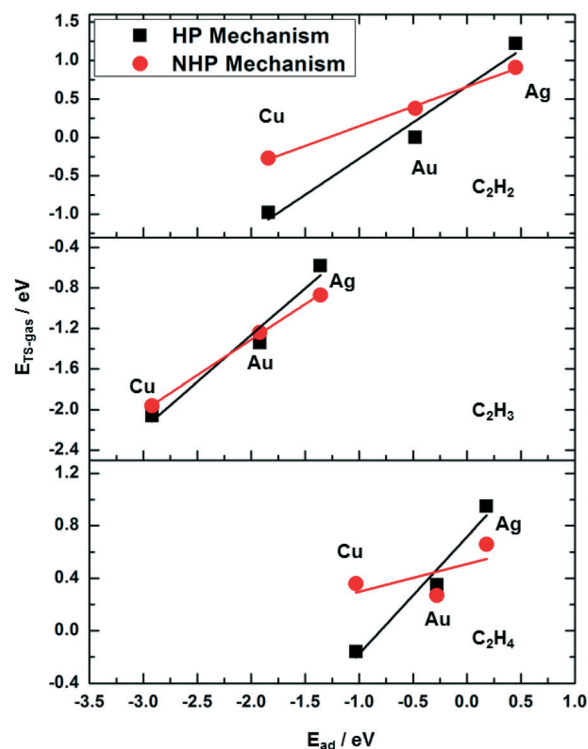 HP Mechanism
NHP Mechanism
1.5
1.0
0.5
0.0
-0.5
-1.0
Cu
Au
Ag
C₂H₂
-0.4
-0.8
-1.2
-1.6
-2.0
-2.4
Cu
Au
Ag
C₂H₃
1.2
0.8
0.4
0.0
-0.4
Cu
Au
Ag
C₂H₄
-3.5 -3.0 -2.5 -2.0 -1.5 -1.0 -0.5 0.0 0.5 1.0
E_TS-gas / eV
E_ad / eV